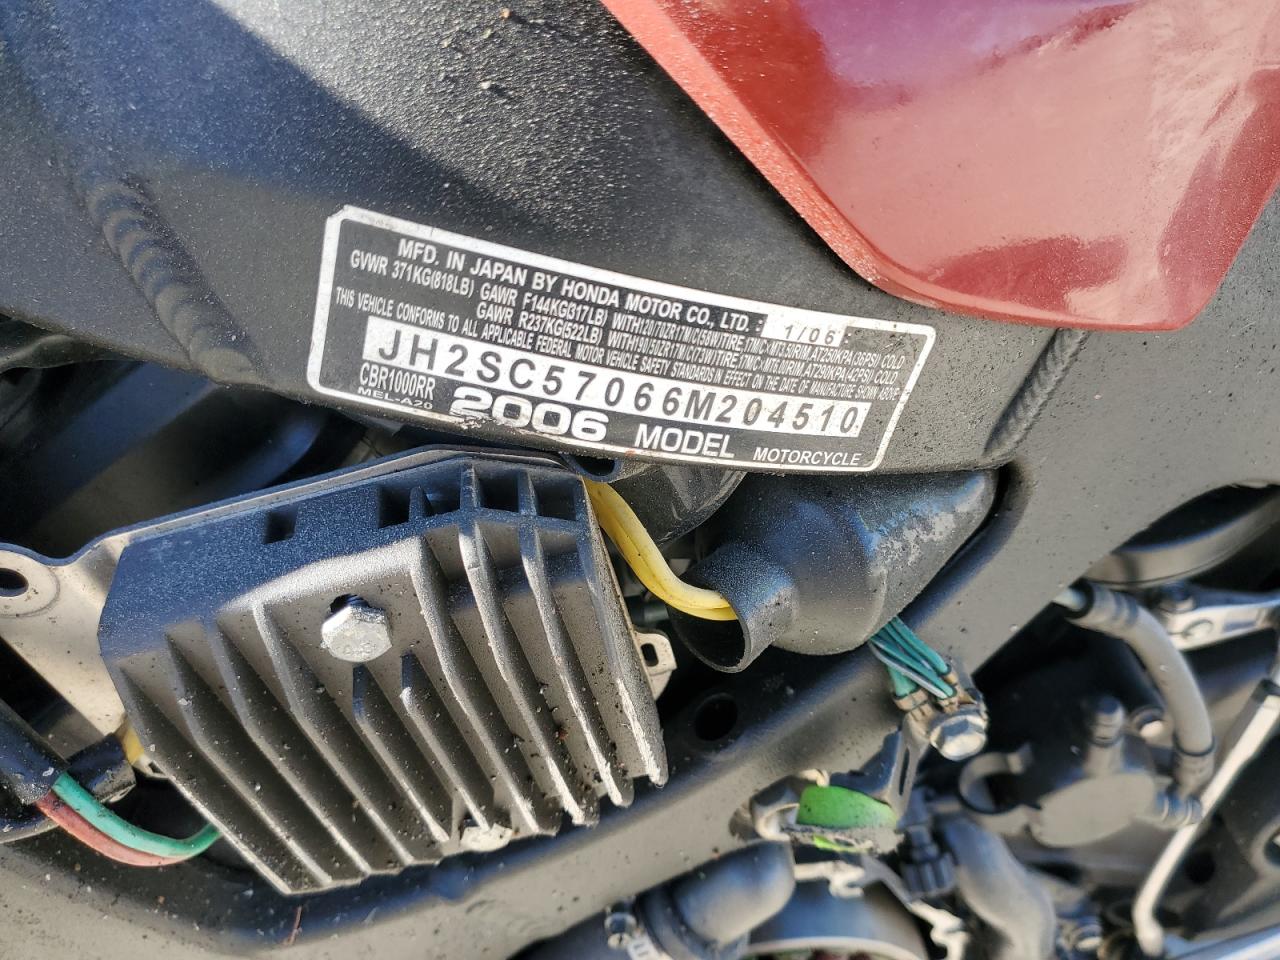 MFD. IN JAPAN BY HONDA MOTOR CO., LTD.: 1/06
GVWR 371KG(818LB) GAWR F144KG(317LB) WITH120/70ZR17M/C(58W)TIRE,17M/C×MT3.50RIM,AT250KPA(36PSI) COLD
GAWR R237KG(522LB) WITH190/50ZR17M/C(73W)TIRE,17M/C×MT6.00RIM,AT290KPA(42PSI) COLD
THIS VEHICLE CONFORMS TO ALL APPLICABLE FEDERAL MOTOR VEHICLE SAFETY STANDARDS IN EFFECT ON THE DATE OF MANUFACTURE SHOWN ABOVE
JH2SC57066M204510
CBR1000RR
MEL-A20
2006 MODEL MOTORCYCLE